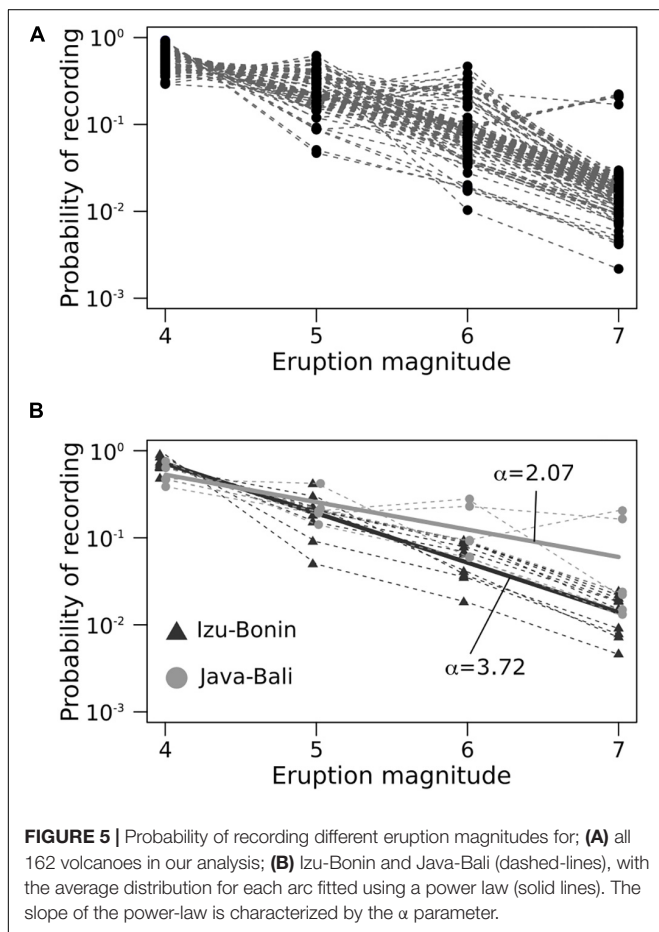 A
Probability of recording
10⁰
10⁻¹
10⁻²
10⁻³
4 5 6 7
Eruption magnitude
B
Probability of recording
10⁰
10⁻¹
10⁻²
10⁻³
α=2.07
α=3.72
Izu-Bonin
Java-Bali
4 5 6 7
Eruption magnitude
FIGURE 5 | Probability of recording different eruption magnitudes for; (A) all
162 volcanoes in our analysis; (B) Izu-Bonin and Java-Bali (dashed-lines), with
the average distribution for each arc fitted using a power law (solid lines). The
slope of the power-law is characterized by the α parameter.